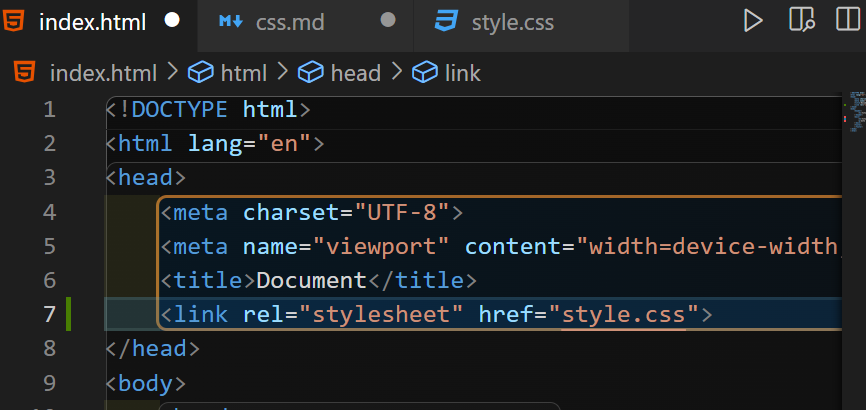 index.html css.md style.css
index.html > html > head > link
1 <!DOCTYPE html>
2 <html lang="en">
3 <head>
4 <meta charset="UTF-8">
5 <meta name="viewport" content="width=device-width,
6 <title>Document</title>
7 <link rel="stylesheet" href="style.css">
8 </head>
9 <body>